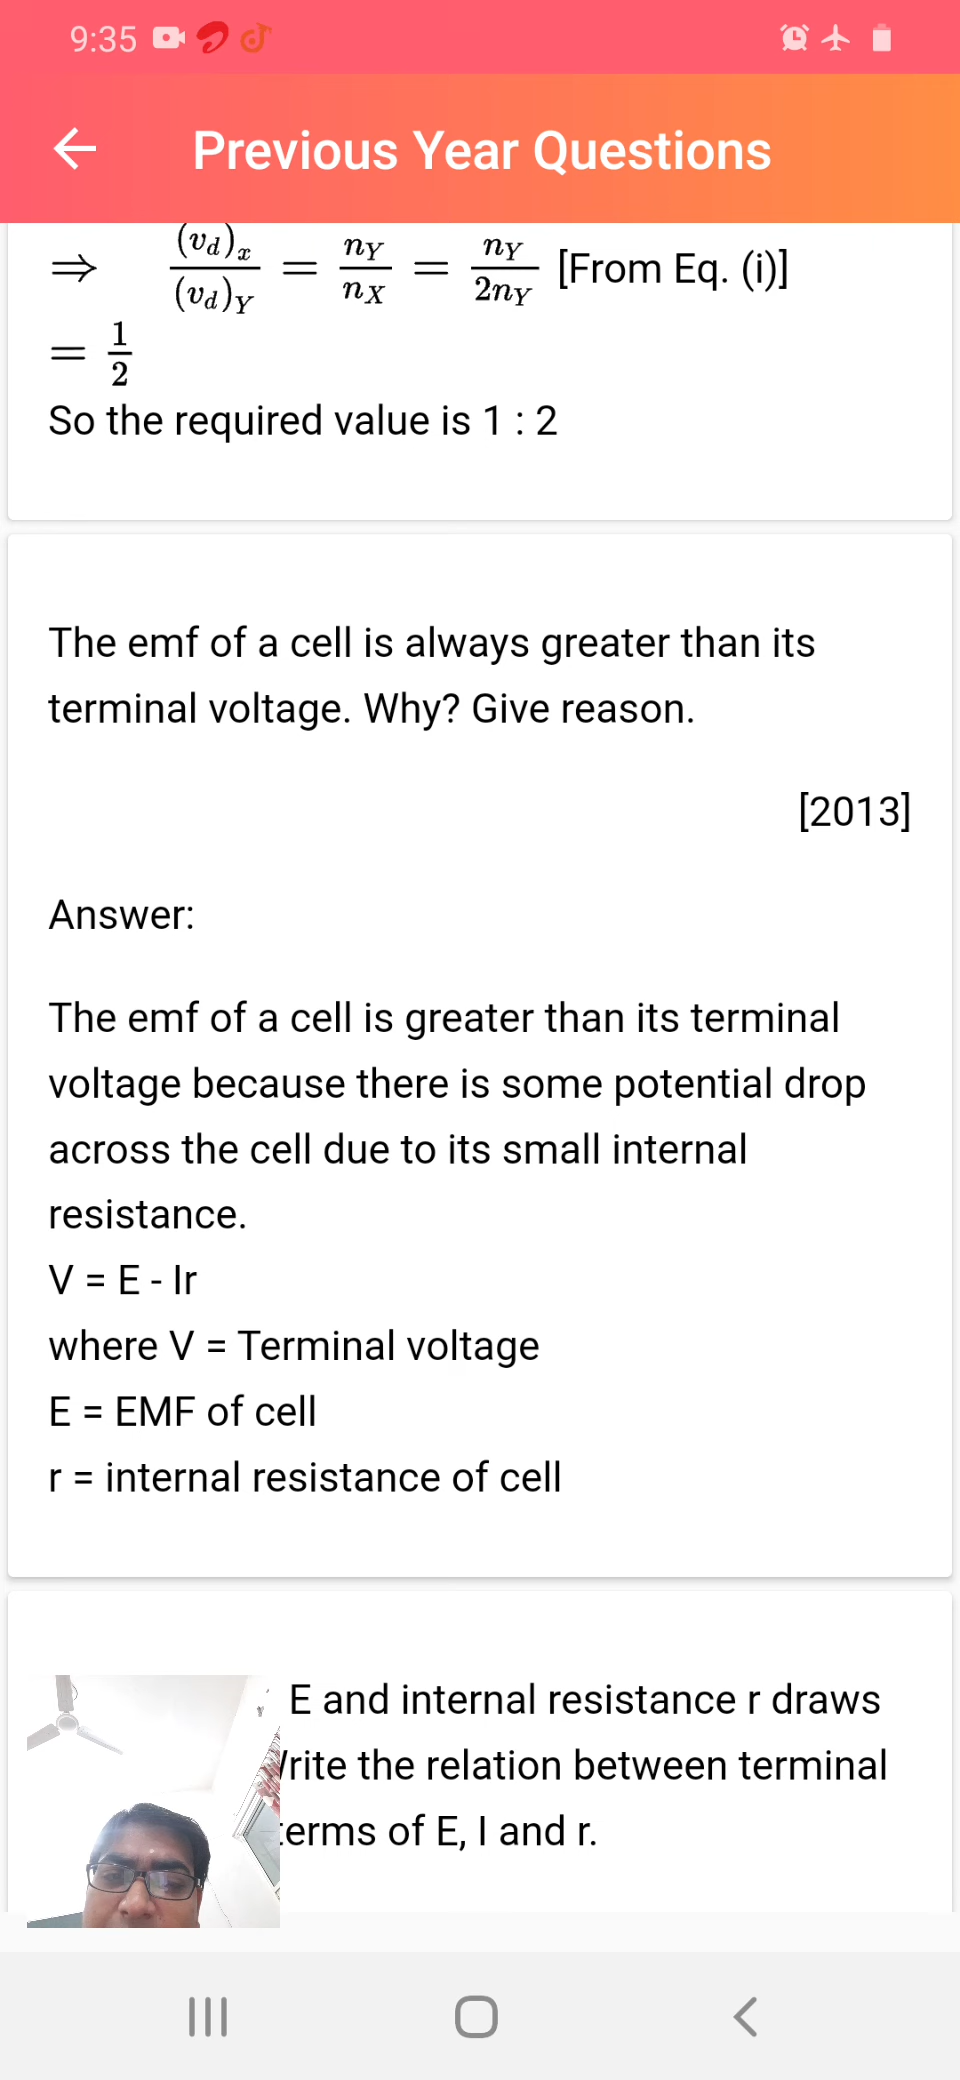 9:35
Previous Year Questions
⇒ (v_d)_x / (v_d)_Y = n_Y / n_X = n_Y / 2n_Y [From Eq. (i)]
= 1/2
So the required value is 1 : 2
The emf of a cell is always greater than its
terminal voltage. Why? Give reason.
[2013]
Answer:
The emf of a cell is greater than its terminal
voltage because there is some potential drop
across the cell due to its small internal
resistance.
V = E - Ir
where V = Terminal voltage
E = EMF of cell
r = internal resistance of cell
E and internal resistance r draws
rite the relation between terminal
erms of E, I and r.